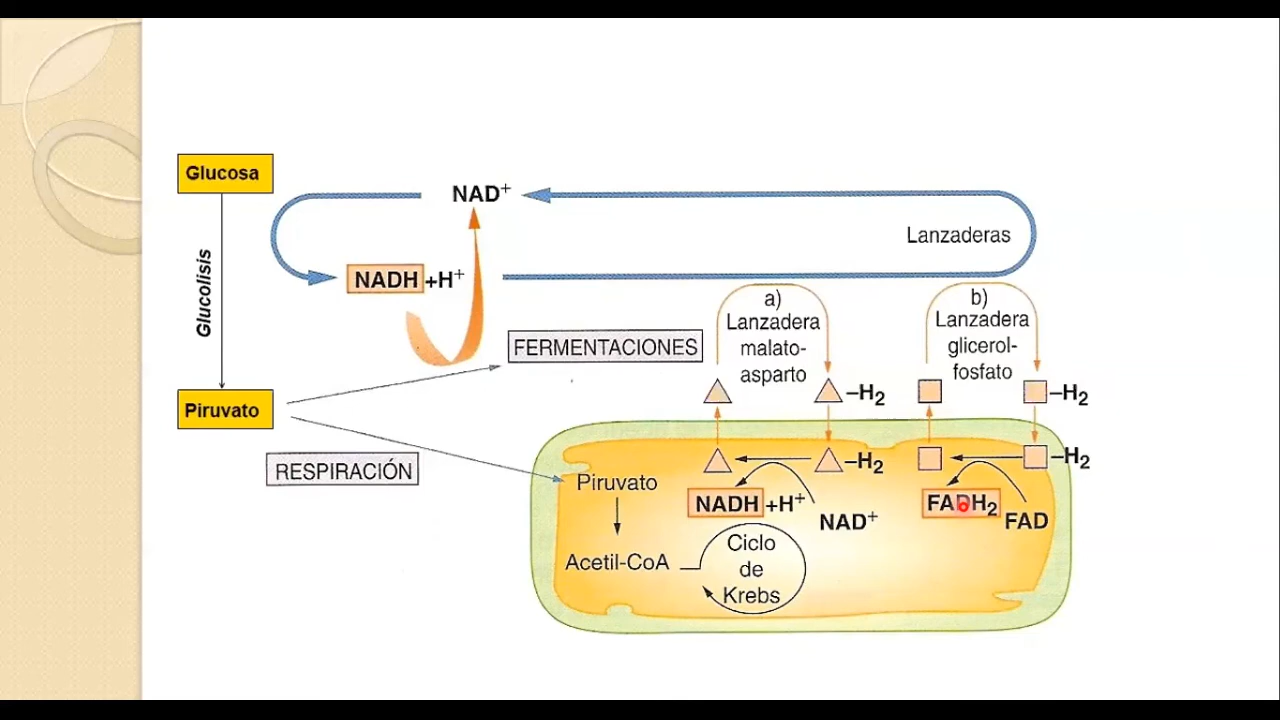 Glucosa
NAD+
Lanzaderas
Glucolisis
NADH +H+
a)
Lanzadera
malato-
asparto
b)
Lanzadera
glicerol-
fosfato
FERMENTACIONES
Piruvato
–H2
–H2
RESPIRACIÓN
–H2
–H2
Piruvato
NADH +H+
NAD+
FADH2
FAD
Acetil-CoA
Ciclo
de
Krebs